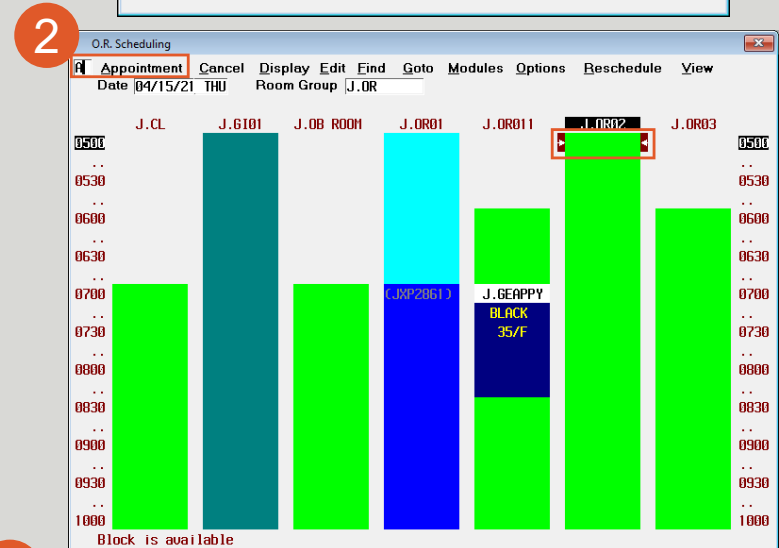 2
O.R. Scheduling
A Appointment Cancel Display Edit Find Goto Modules Options Reschedule View
Date 04/15/21 THU Room Group J.OR
J.CL J.GI01 J.OB ROOM J.OR01 J.OR011 J.OR02 J.OR03
0500 0500
.. ..
0530 0530
.. ..
0600 0600
.. ..
0630 0630
.. ..
0700 (JXP2861) J.GEAPPY 0700
.. BLACK ..
0730 35/F 0730
.. ..
0800 0800
.. ..
0830 0830
.. ..
0900 0900
.. ..
0930 0930
.. ..
1000 1000
Block is available